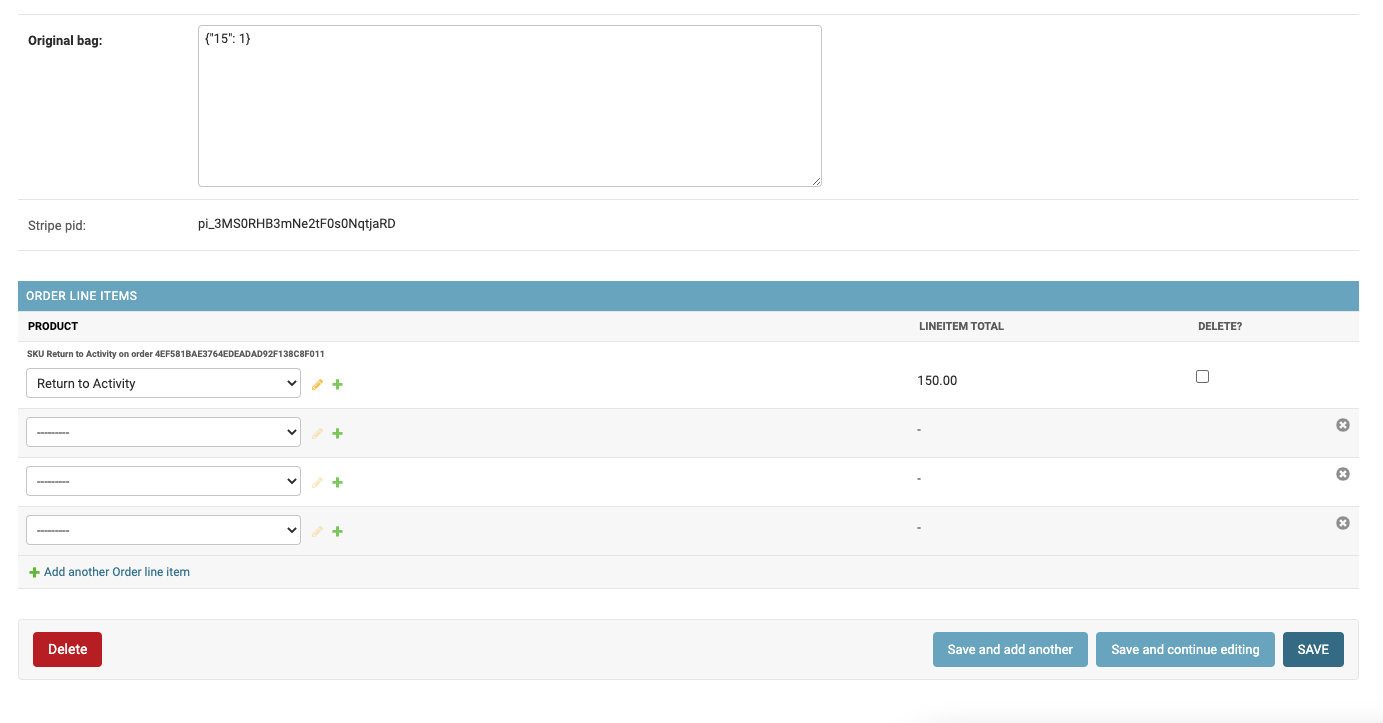 Original bag:
{"15": 1}
Stripe pid:
pi_3MS0RHB3mNe2tF0s0NqtjaRD
ORDER LINE ITEMS
PRODUCT LINEITEM TOTAL DELETE?
SKU Return to Activity on order 4EF581BAE3764EDEADAD92F138C8F011
Return to Activity 150.00
--------- -
--------- -
--------- -
Add another Order line item
Delete Save and add another Save and continue editing SAVE